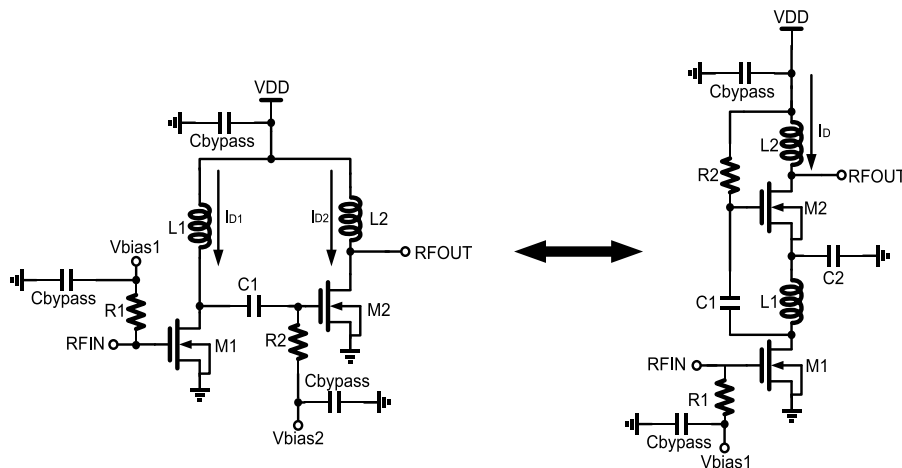 VDD
Cbypass
L1
ID1
ID2
L2
RFOUT
Vbias1
Cbypass
R1
C1
RFIN
M1
M2
R2
Cbypass
Vbias2
VDD
Cbypass
ID
L2
R2
RFOUT
M2
C2
C1
L1
RFIN
M1
R1
Cbypass
Vbias1